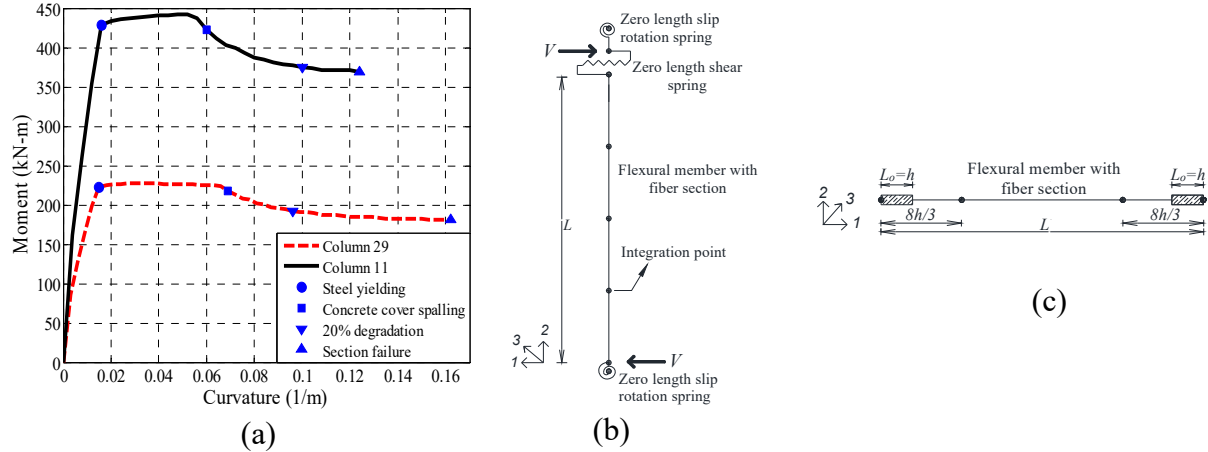 450
400
350
300
250
200
150
100
50
0
Moment (kN-m)
0 0.02 0.04 0.06 0.08 0.1 0.12 0.14 0.16
Curvature (1/m)
Column 29
Column 11
Steel yielding
Concrete cover spalling
20% degradation
Section failure
(a)
Zero length slip
rotation spring
V
Zero length shear
spring
Flexural member with
fiber section
L
Integration point
2
3
1
V
Zero length slip
rotation spring
(b)
Lo=h
Flexural member with
fiber section
Lo=h
2
3
1
8h/3
8h/3
L
(c)